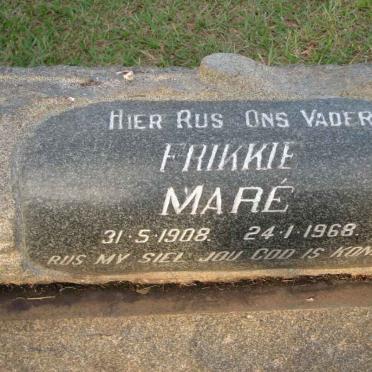 Hier Rus Ons Vader
FRIKKIE
MARÉ
31·5·1908. 24·1·1968.
RUS MY SIEL JOU GOD IS